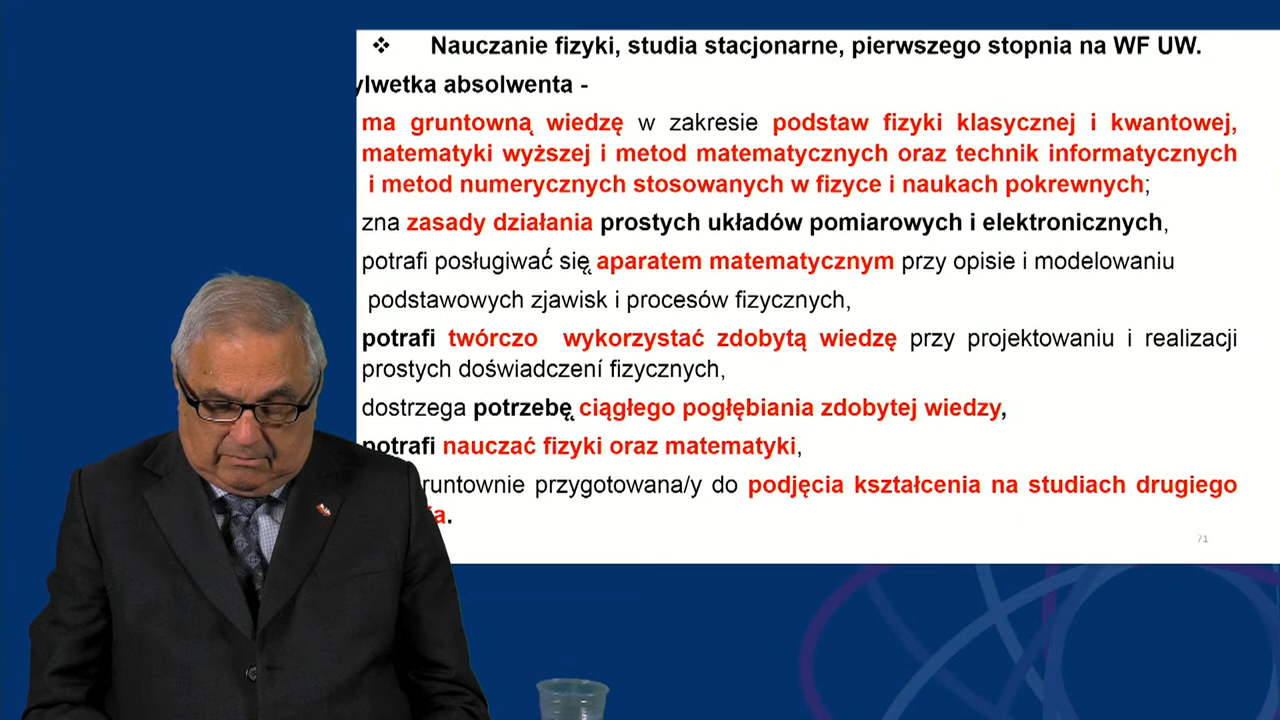 ❖ Nauczanie fizyki, studia stacjonarne, pierwszego stopnia na WF UW.
ylwetka absolwenta -
ma gruntowną wiedzę w zakresie podstaw fizyki klasycznej i kwantowej,
matematyki wyższej i metod matematycznych oraz technik informatycznych
i metod numerycznych stosowanych w fizyce i naukach pokrewnych;
zna zasady działania prostych układów pomiarowych i elektronicznych,
potrafi posługiwać się aparatem matematycznym przy opisie i modelowaniu
podstawowych zjawisk i procesów fizycznych,
potrafi twórczo wykorzystać zdobytą wiedzę przy projektowaniu i realizacji
prostych doświadczeń fizycznych,
dostrzega potrzebę ciągłego pogłębiania zdobytej wiedzy,
potrafi nauczać fizyki oraz matematyki,
runtownie przygotowana/y do podjęcia kształcenia na studiach drugiego
a.
71